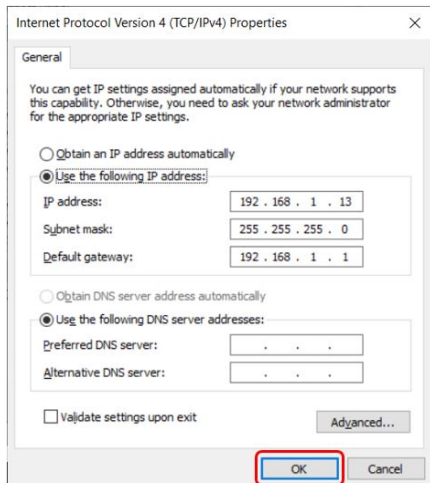 Internet Protocol Version 4 (TCP/IPv4) Properties
General
You can get IP settings assigned automatically if your network supports
this capability. Otherwise, you need to ask your network administrator
for the appropriate IP settings.
Obtain an IP address automatically
Use the following IP address:
IP address: 192 . 168 . 1 . 13
Subnet mask: 255 . 255 . 255 . 0
Default gateway: 192 . 168 . 1 . 1
Obtain DNS server address automatically
Use the following DNS server addresses:
Preferred DNS server: . . .
Alternative DNS server: . . .
Validate settings upon exit
Advanced...
OK Cancel